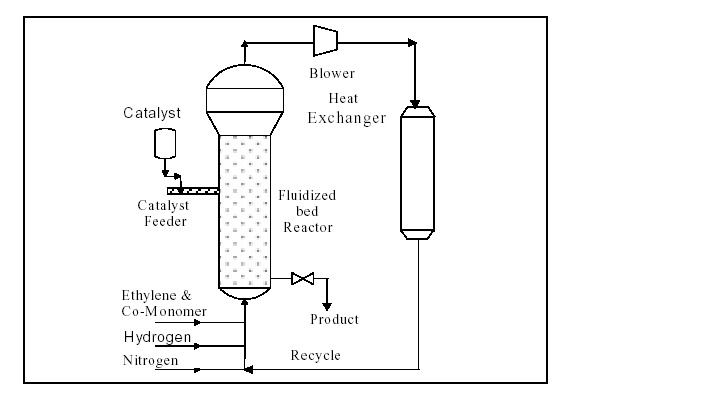 Blower
Heat
Exchanger
Catalyst
Catalyst
Feeder
Fluidized
bed
Reactor
Ethylene &
Co-Monomer
Product
Hydrogen
Nitrogen
Recycle